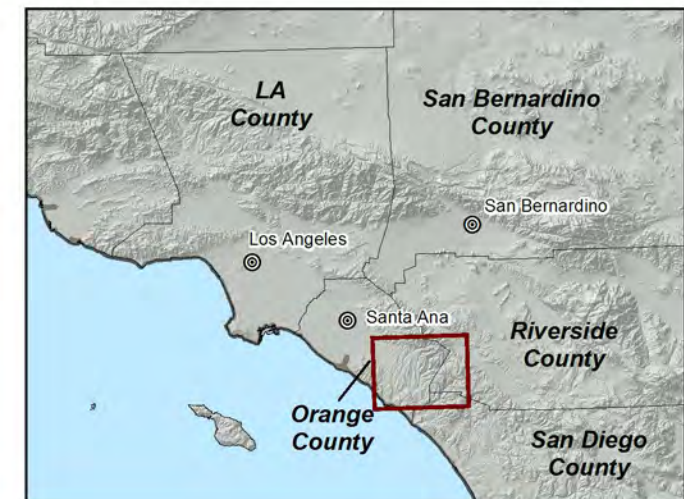 LA
County
San Bernardino
County
San Bernardino
Los Angeles
Santa Ana
Riverside
County
Orange
County
San Diego
County